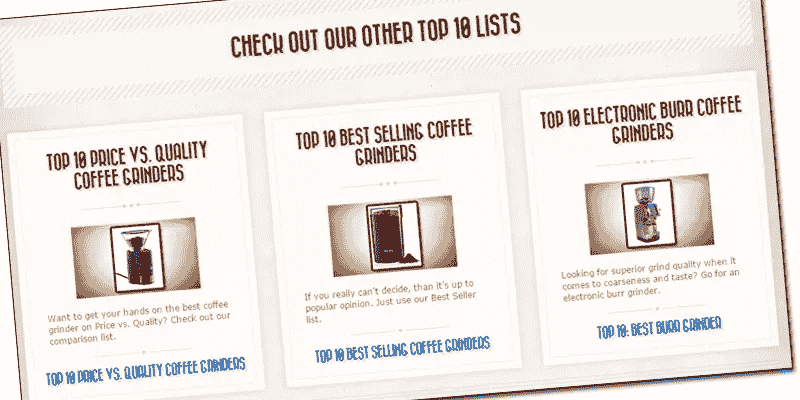 CHECK OUT OUR OTHER TOP 10 LISTS
TOP 10 PRICE VS. QUALITY
COFFEE GRINDERS
Want to get your hands on the best coffee
grinder on Price vs. Quality? Check out our
comparison list.
TOP 10 PRICE VS. QUALITY COFFEE GRINDERS
TOP 10 BEST SELLING COFFEE
GRINDERS
If you really can't decide, than it's up to
popular opinion. Just use our Best Seller
list.
TOP 10 BEST SELLING COFFEE GRINDERS
TOP 10 ELECTRONIC BURR COFFEE
GRINDERS
Looking for superior grind quality when it
comes to coarseness and taste? Go for an
electronic burr grinder.
TOP 10: BEST BURR GRINDER